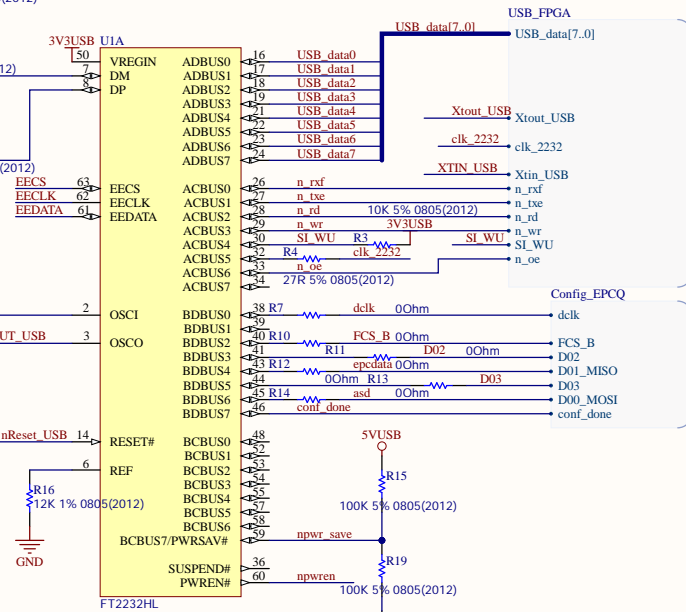 (2012)
USB_FPGA
USB_data[7..0]
USB_data[7..0]
3V3USB
U1A
50
VREGIN
ADBUS0
16
USB_data0
12)
7
DM
ADBUS1
17
USB_data1
8
DP
ADBUS2
18
USB_data2
ADBUS3
19
USB_data3
ADBUS4
21
USB_data4
Xtout_USB
Xtout_USB
ADBUS5
22
USB_data5
ADBUS6
23
USB_data6
clk_2232
clk_2232
ADBUS7
24
USB_data7
(2012)
XTIN_USB
Xtin_USB
EECS
63
EECS
ACBUS0
26
n_rxf
n_rxf
EECLK
62
EECLK
ACBUS1
27
n_txe
n_txe
EEDATA
61
EEDATA
ACBUS2
28
n_rd
10K 5% 0805(2012)
n_rd
ACBUS3
29
n_wr
3V3USB
n_wr
ACBUS4
30
SI_WU
R3
SI_WU
SI_WU
ACBUS5
32
R4
clk_2232
ACBUS6
33
n_oe
n_oe
ACBUS7
34
27R 5% 0805(2012)
Config_EPCQ
2
OSCI
BDBUS0
38
R7
dclk
0Ohm
dclk
BDBUS1
39
UT_USB
3
OSCO
BDBUS2
40
R10
FCS_B
0Ohm
FCS_B
BDBUS3
41
R11
D02
0Ohm
D02
BDBUS4
43
R12
epcdata
0Ohm
D01_MISO
BDBUS5
44
0Ohm
R13
D03
D03
BDBUS6
45
R14
asd
0Ohm
D00_MOSI
BDBUS7
46
conf_done
conf_done
nReset_USB
14
RESET#
BCBUS0
48
5VUSB
BCBUS1
52
6
REF
BCBUS2
53
BCBUS3
54
R15
R16
BCBUS4
55
12K 1% 0805(2012)
BCBUS5
57
100K 5% 0805(2012)
BCBUS6
58
BCBUS7/PWRSAV#
59
npwr_save
GND
SUSPEND#
36
R19
PWREN#
60
npwren
100K 5% 0805(2012)
FT2232HL